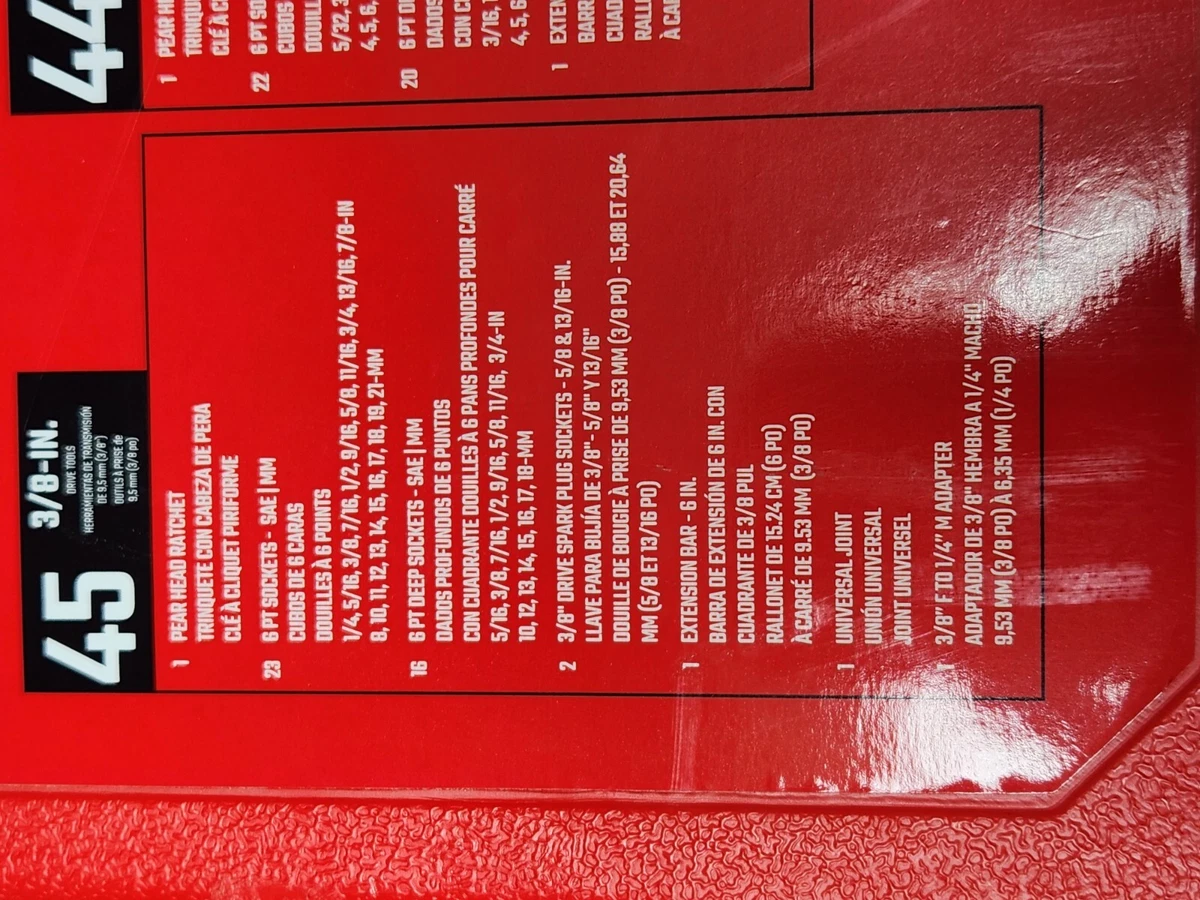 44
1 PEAR
TRINQUE
CLÉ À C
22 6 PT SO
CUBOS
DOUILL
5/32, 3
4, 5, 6,
20 6 PT
DADOS
CON C
3/16, 1
4, 5, 6
1 EXTEN
BARRA
CUAD
RALLO
À CA
45 3/8-IN.
DRIVE TOOLS
HERRAMIENTAS DE TRANSMISIÓN
DE 9,5 mm (3/8")
OUTILS À PRISE de
9,5 mm (3/8 po)
1 PEAR HEAD RATCHET
TRINQUETE CON CABEZA DE PERA
CLÉ À CLIQUET PIRIFORME
23 6 PT SOCKETS - SAE | MM
CUBOS DE 6 CARAS
DOUILLES À 6 POINTS
1/4, 5/16, 3/8, 7/16, 1/2, 9/16, 5/8, 11/16, 3/4, 13/16, 7/8-IN
8, 10, 11, 12, 13, 14, 15, 16, 17, 18, 19, 21-MM
16 6 PT DEEP SOCKETS - SAE | MM
DADOS PROFUNDOS DE 6 PUNTOS
CON CUADRANTE DOUILLES À 6 PANS PROFONDES POUR CARRÉ
5/16, 3/8, 7/16, 1/2, 9/16, 5/8, 11/16, 3/4-IN
10, 12, 13, 14, 15, 16, 17, 18-MM
2 3/8" DRIVE SPARK PLUG SOCKETS - 5/8 & 13/16-IN.
LLAVE PARA BUJÍA DE 3/8"- 5/8" Y 13/16"
DOUILLE DE BOUGIE À PRISE DE 9,53 MM (3/8 PO) - 15,88 ET 20,64
MM (5/8 ET 13/16 PO)
1 EXTENSION BAR - 6 IN.
BARRA DE EXTENSIÓN DE 6 IN. CON
CUADRANTE DE 3/8 PUL
RALLONET DE 15.24 CM (6 PO)
À CARRÉ DE 9.53 MM (3/8 PO)
1 UNIVERSAL JOINT
UNIÓN UNIVERSAL
JOINT UNIVERSEL
1 3/8" F TO 1/4" M ADAPTER
ADAPTADOR DE 3/8" HEMBRA A 1/4" MACHO
9,53 MM (3/8 PO) À 6,35 MM (1/4 PO)